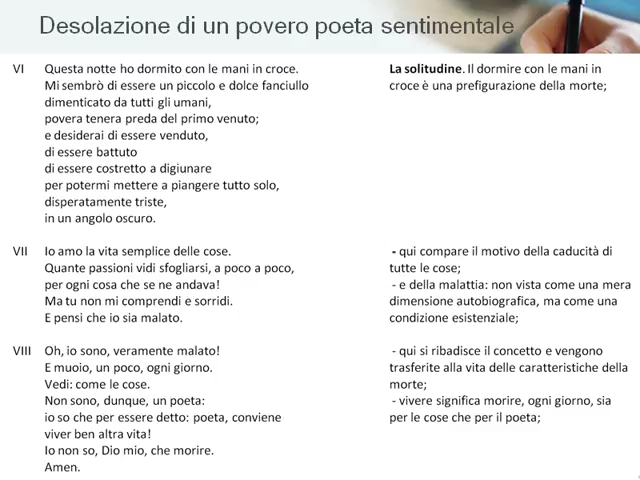 Desolazione di un povero poeta sentimentale
VI Questa notte ho dormito con le mani in croce.
Mi sembrò di essere un piccolo e dolce fanciullo
dimenticato da tutti gli umani,
povera tenera preda del primo venuto;
e desiderai di essere venduto,
di essere battuto
di essere costretto a digiunare
per potermi mettere a piangere tutto solo,
disperatamente triste,
in un angolo oscuro.
La solitudine. Il dormire con le mani in
croce è una prefigurazione della morte;
VII Io amo la vita semplice delle cose.
Quante passioni vidi sfogliarsi, a poco a poco,
per ogni cosa che se ne andava!
Ma tu non mi comprendi e sorridi.
E pensi che io sia malato.
- qui compare il motivo della caducità di
tutte le cose;
- e della malattia: non vista come una mera
dimensione autobiografica, ma come una
condizione esistenziale;
VIII Oh, io sono, veramente malato!
E muoio, un poco, ogni giorno.
Vedi: come le cose.
Non sono, dunque, un poeta:
io so che per essere detto: poeta, conviene
viver ben altra vita!
Io non so, Dio mio, che morire.
Amen.
- qui si ribadisce il concetto e vengono
trasferite alla vita delle caratteristiche della
morte;
- vivere significa morire, ogni giorno, sia
per le cose che per il poeta;